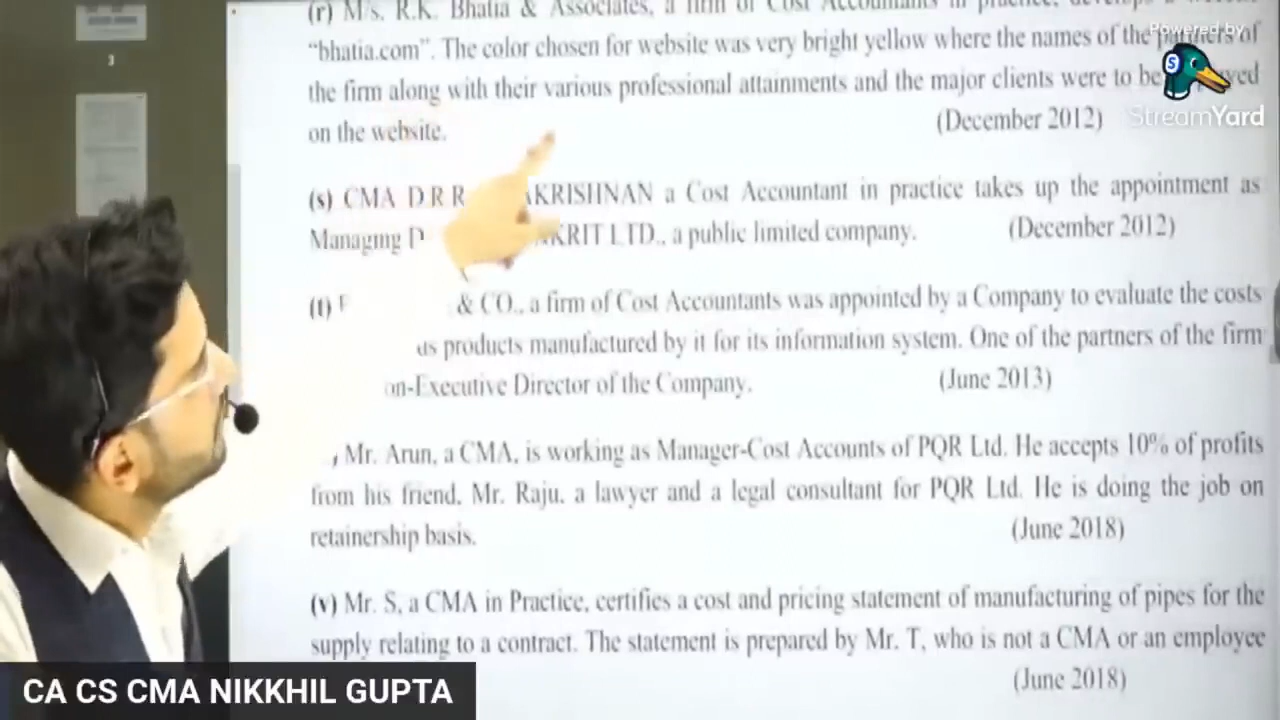 (r) M/s. R.K. Bhatia & Associates, a firm of Cost Accountants in practice,
"bhatia.com". The color chosen for website was very bright yellow where the names of the partners of
the firm along with their various professional attainments and the major clients were to be
on the website. (December 2012)
(s) CMA D R R AKRISHNAN a Cost Accountant in practice takes up the appointment as
Managing KRIT LTD., a public limited company. (December 2012)
(t) & CO., a firm of Cost Accountants was appointed by a Company to evaluate the costs
us products manufactured by it for its information system. One of the partners of the firm
on-Executive Director of the Company. (June 2013)
, Mr. Arun, a CMA, is working as Manager-Cost Accounts of PQR Ltd. He accepts 10% of profits
from his friend, Mr. Raju, a lawyer and a legal consultant for PQR Ltd. He is doing the job on
retainership basis. (June 2018)
(v) Mr. S, a CMA in Practice, certifies a cost and pricing statement of manufacturing of pipes for the
supply relating to a contract. The statement is prepared by Mr. T, who is not a CMA or an employee
(June 2018)
3
Powered by
S
StreamYard
CA CS CMA NIKKHIL GUPTA